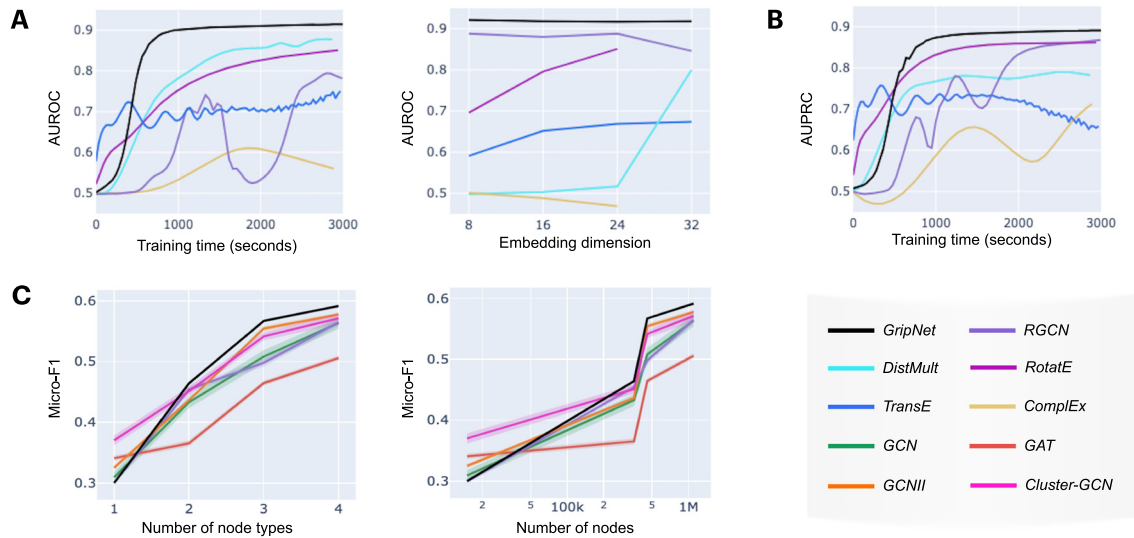 A
AUROC
0.9
0.8
0.7
0.6
0.5
0
1000
2000
3000
Training time (seconds)
AUROC
0.9
0.8
0.7
0.6
0.5
8
16
24
32
Embedding dimension
B
AUPRC
0.9
0.8
0.7
0.6
0.5
0
1000
2000
3000
Training time (seconds)
C
Micro-F1
0.6
0.5
0.4
0.3
1
2
3
4
Number of node types
Micro-F1
0.6
0.5
0.4
0.3
2
5
100k
2
5
1M
Number of nodes
GripNet
RGCN
DistMult
RotatE
TransE
ComplEx
GCN
GAT
GCNII
Cluster-GCN